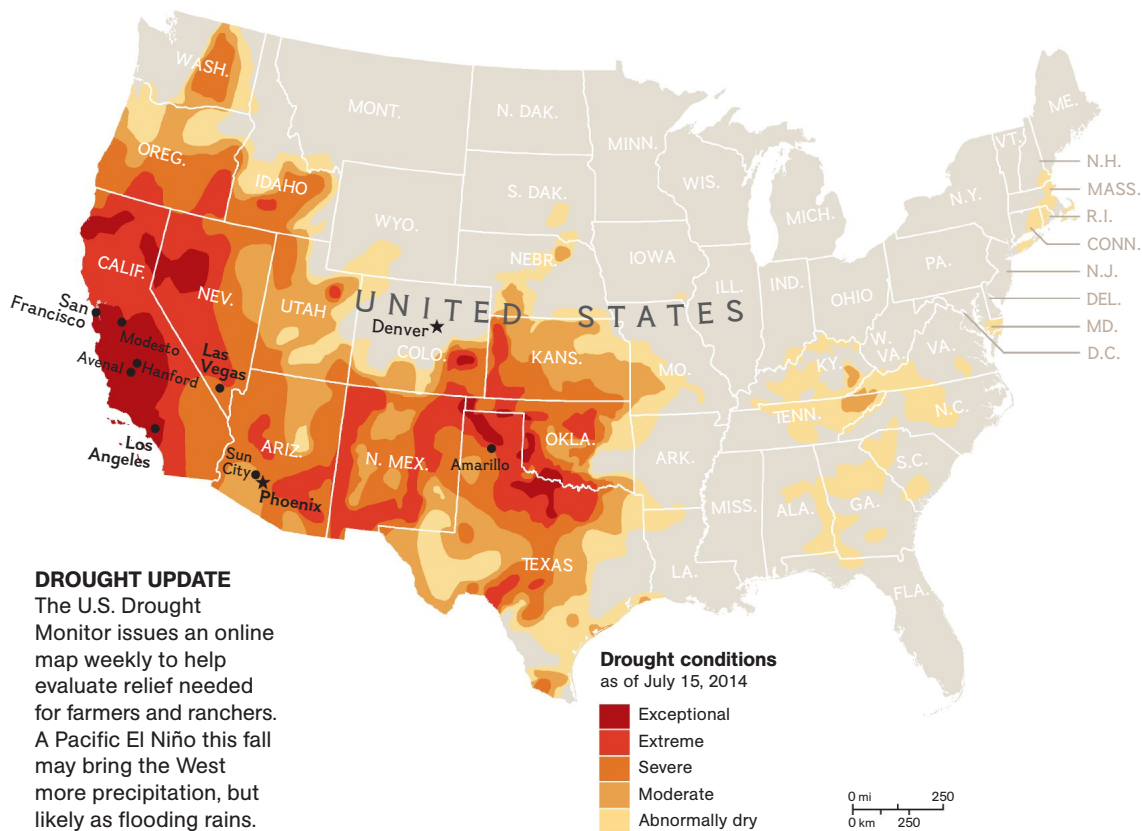 WASH.
MONT.
N. DAK.
MINN.
ME.
VT.
N.H.
OREG.
IDAHO
S. DAK.
WIS.
MICH.
N.Y.
MASS.
R.I.
WYO.
CONN.
NEBR.
IOWA
PA.
CALIF.
N.J.
NEV.
UTAH
ILL.
IND.
OHIO
DEL.
UNITED STATES
San
Francisco
Denver
MD.
Modesto
COLO.
KANS.
W.
VA.
VA.
D.C.
Las
Vegas
Avenal
Hanford
MO.
KY.
TENN.
N.C.
Los
Angeles
ARIZ.
N. MEX.
OKLA.
Sun
City
Amarillo
ARK.
S.C.
Phoenix
MISS.
ALA.
GA.
TEXAS
LA.
FLA.
DROUGHT UPDATE
The U.S. Drought
Monitor issues an online
map weekly to help
evaluate relief needed
for farmers and ranchers.
A Pacific El Niño this fall
may bring the West
more precipitation, but
likely as flooding rains.
Drought conditions
as of July 15, 2014
Exceptional
Extreme
Severe
Moderate
Abnormally dry
0 mi 250
0 km 250